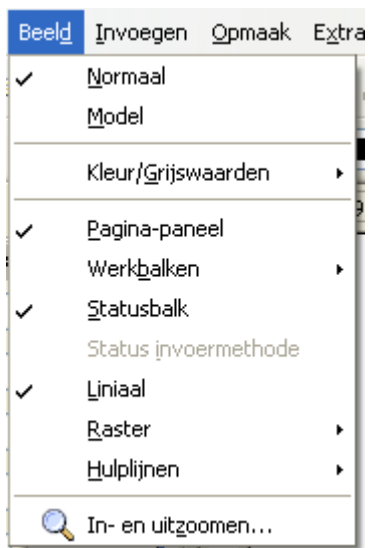 Beeld Invoegen Opmaak Extra
Normaal
Model
Kleur/Grijswaarden
Pagina-paneel
Werkbalken
Statusbalk
Status invoermethode
Liniaal
Raster
Hulplijnen
In- en uitzoomen...